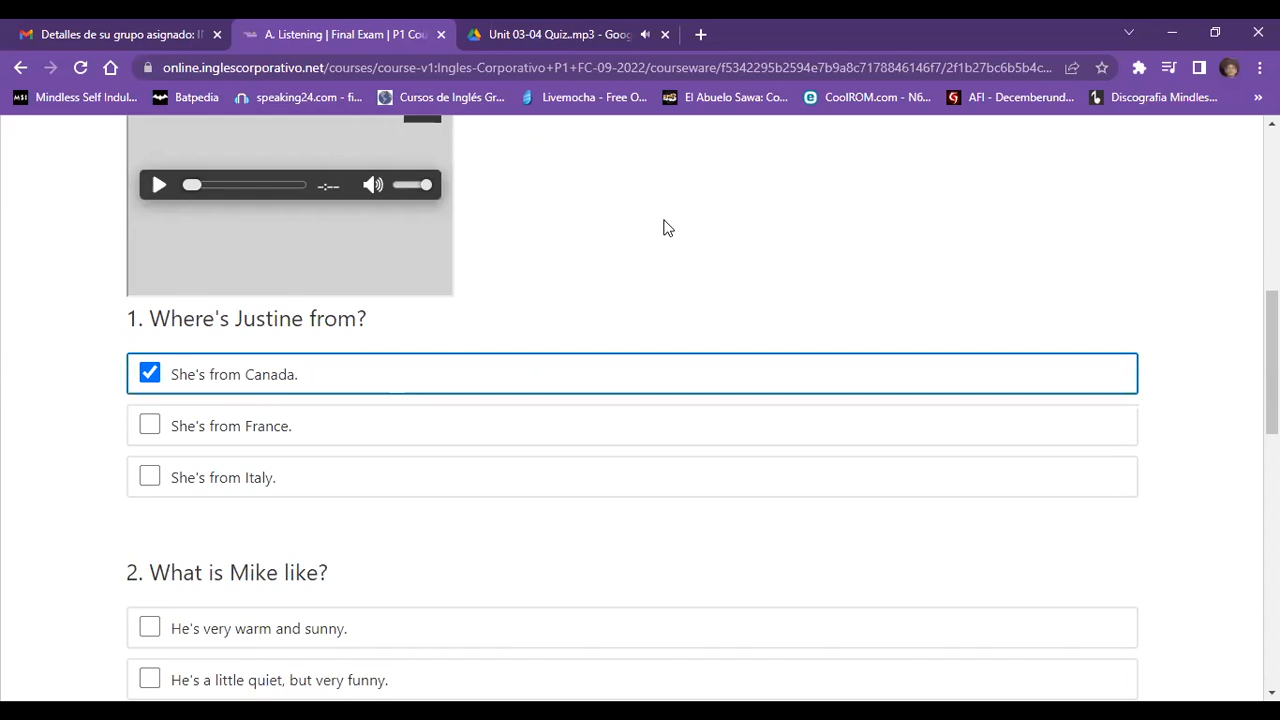 Detalles de su grupo asignado: II
A. Listening | Final Exam | P1 Cou
Unit 03-04 Quiz..mp3 - Goog
online.inglescorporativo.net/courses/course-v1:Ingles-Corporativo+P1+FC-09-2022/courseware/f5342295b2594e7b9a8c7178846146f7/2f1b27bc6b5b4c...
MSI Mindless Self Indul... Batpedia speaking24.com - fi... Cursos de Inglés Gr... Livemocha - Free O... El Abuelo Sawa: Co... CoolROM.com - N6... AFI - Decemberund... Discografia Mindles... »
-:--
1. Where's Justine from?
She's from Canada.
She's from France.
She's from Italy.
2. What is Mike like?
He's very warm and sunny.
He's a little quiet, but very funny.